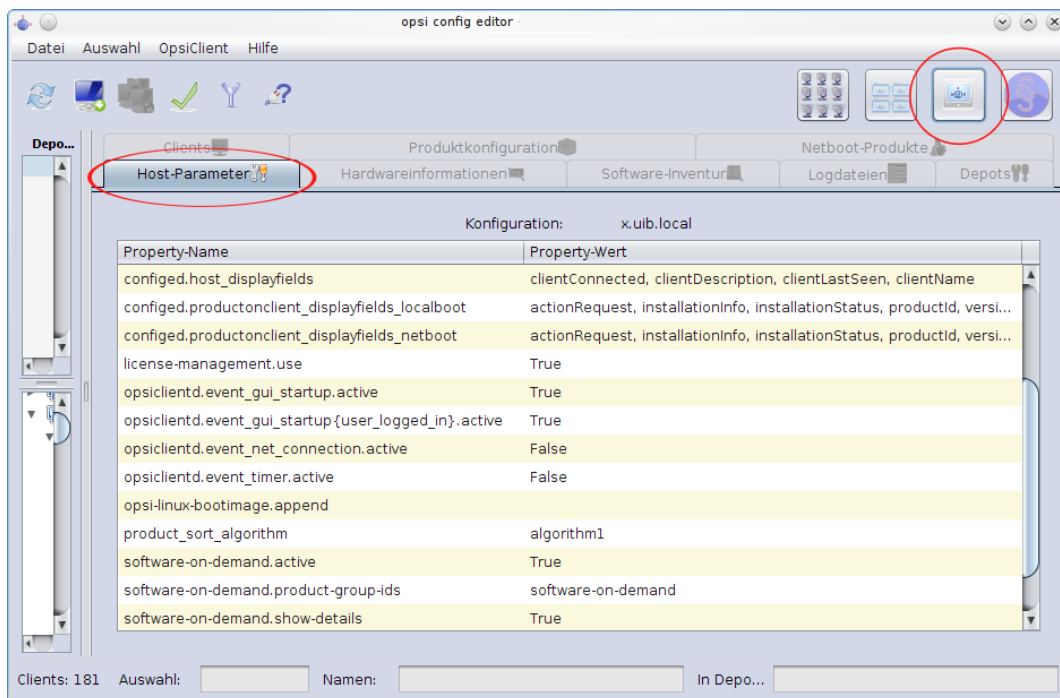 opsi config editor
Datei Auswahl OpsiClient Hilfe
Depo...
Clients Produktkonfiguration Netboot-Produkte
Host-Parameter Hardwareinformationen Software-Inventur Logdateien Depots
Konfiguration: x.uib.local
Property-Name Property-Wert
configed.host_displayfields clientConnected, clientDescription, clientLastSeen, clientName
configed.productonclient_displayfields_localboot actionRequest, installationInfo, installationStatus, productId, versi...
configed.productonclient_displayfields_netboot actionRequest, installationInfo, installationStatus, productId, versi...
license-management.use True
opsiclientd.event_gui_startup.active True
opsiclientd.event_gui_startup{user_logged_in}.active True
opsiclientd.event_net_connection.active False
opsiclientd.event_timer.active False
opsi-linux-bootimage.append
product_sort_algorithm algorithm1
software-on-demand.active True
software-on-demand.product-group-ids software-on-demand
software-on-demand.show-details True
Clients: 181 Auswahl: Namen: In Depo...